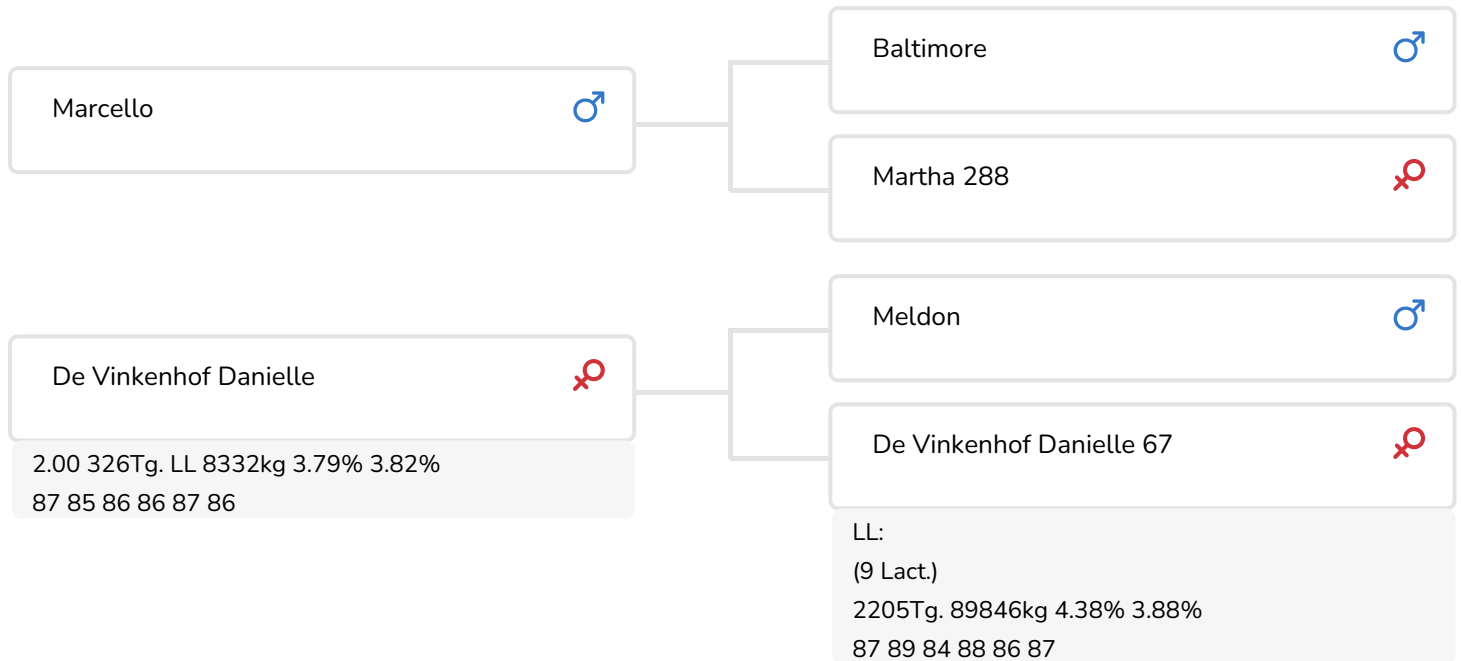 Baltimore
Marcello
Martha 288
Meldon
De Vinkenhof Danielle
De Vinkenhof Danielle 67
2.00 326Tg. LL 8332kg 3.79% 3.82%
87 85 86 86 87 86
LL:
(9 Lact.)
2205Tg. 89846kg 4.38% 3.88%
87 89 84 88 86 87